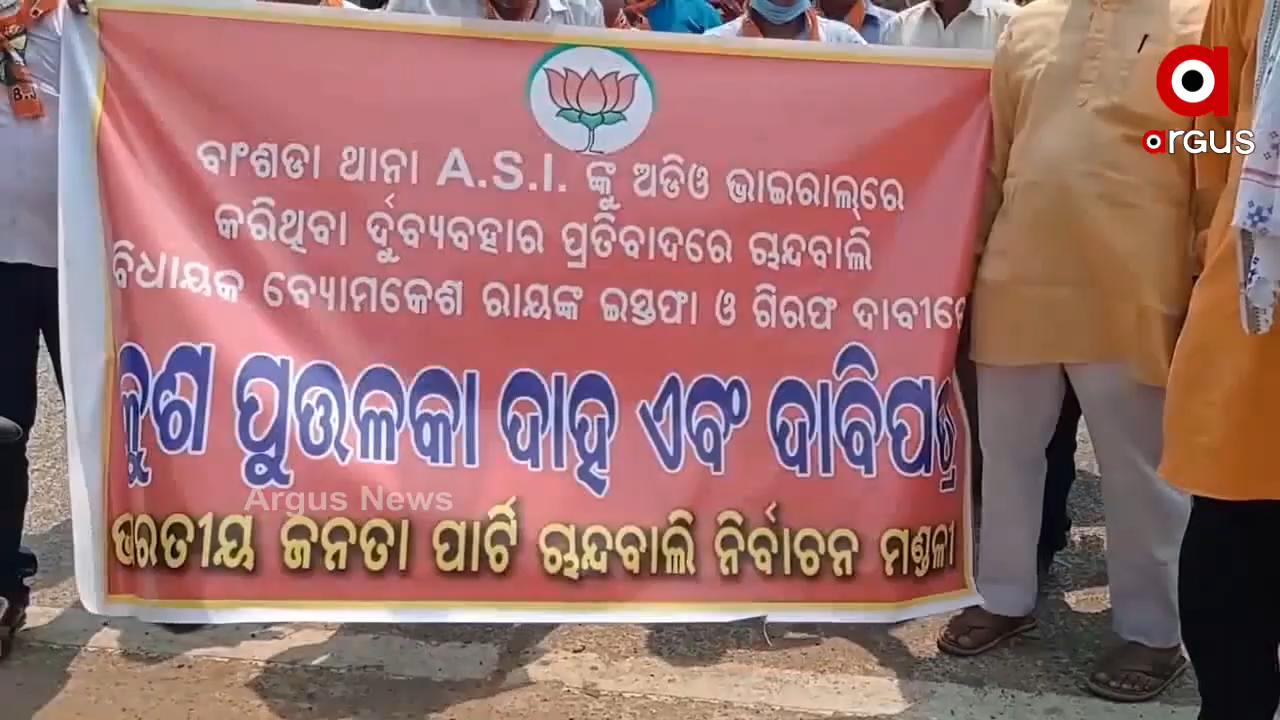 argus
ବାଂଶଡା ଥାନା A.S.I. ଙ୍କୁ ଅଡିଓ ଭାଇରାଲ୍‌ରେ
କରିଥିବା ର୍ଦୁବ୍ୟବହାର ପ୍ରତିବାଦରେ ଚାନ୍ଦବାଲି
ବିଧାୟକ ବ୍ୟୋମକେଶ ରାୟଙ୍କ ଇସ୍ତଫା ଓ ଗିରଫ ଦାବୀରେ
କୁଶ ପୁତ୍ତଳିକା ଦାହ ଏବଂ ଦାବିପତ୍ର
Argus News
ଭାରତୀୟ ଜନତା ପାର୍ଟି ଚାନ୍ଦବାଲି ନିର୍ବାଚନ ମଣ୍ଡଳୀ